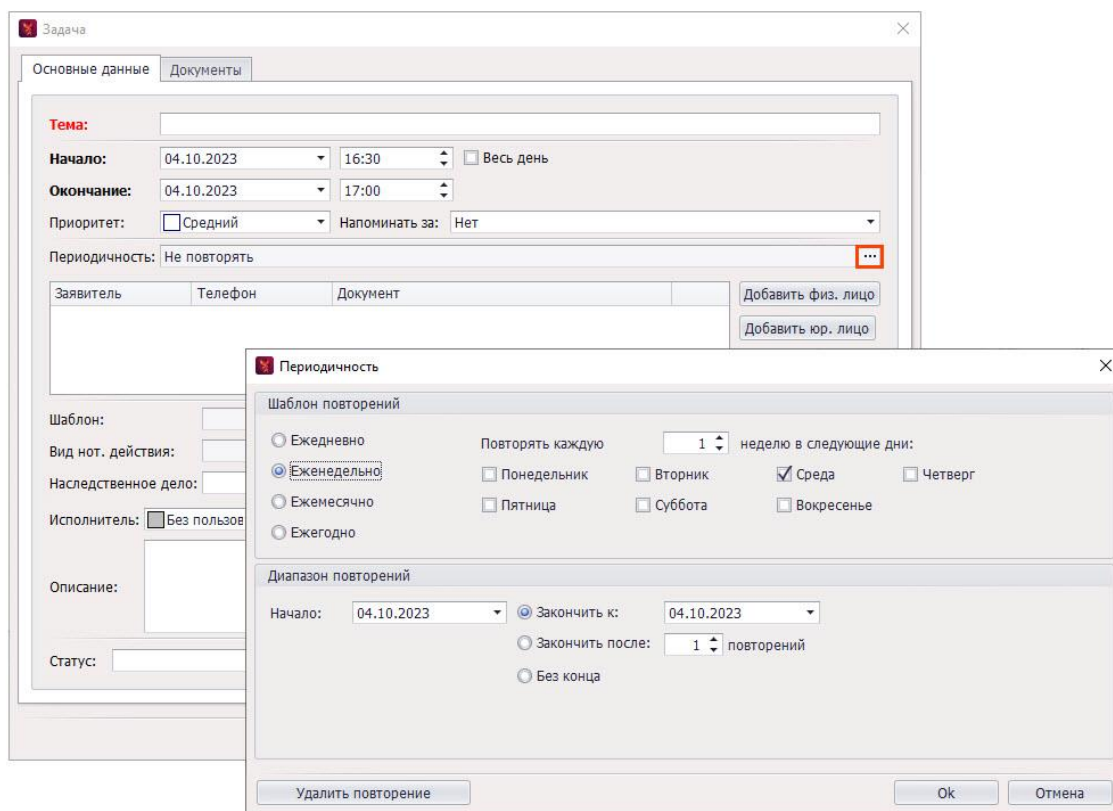 Задача
Основные данные Документы
Тема:
Начало: 04.10.2023 16:30 Весь день
Окончание: 04.10.2023 17:00
Приоритет: Средний Напоминать за: Нет
Периодичность: Не повторять ...
Заявитель Телефон Документ Добавить физ. лицо
Добавить юр. лицо
Шаблон:
Вид нот. действия:
Наследственное дело:
Исполнитель: Без пользов
Описание:
Статус:
Периодичность
Шаблон повторений
Ежедневно Повторять каждую 1 неделю в следующие дни:
Еженедельно Понедельник Вторник Среда Четверг
Ежемесячно Пятница Суббота Вокресенье
Ежегодно
Диапазон повторений
Начало: 04.10.2023 Закончить к: 04.10.2023
Закончить после: 1 повторений
Без конца
Удалить повторение Ok Отмена